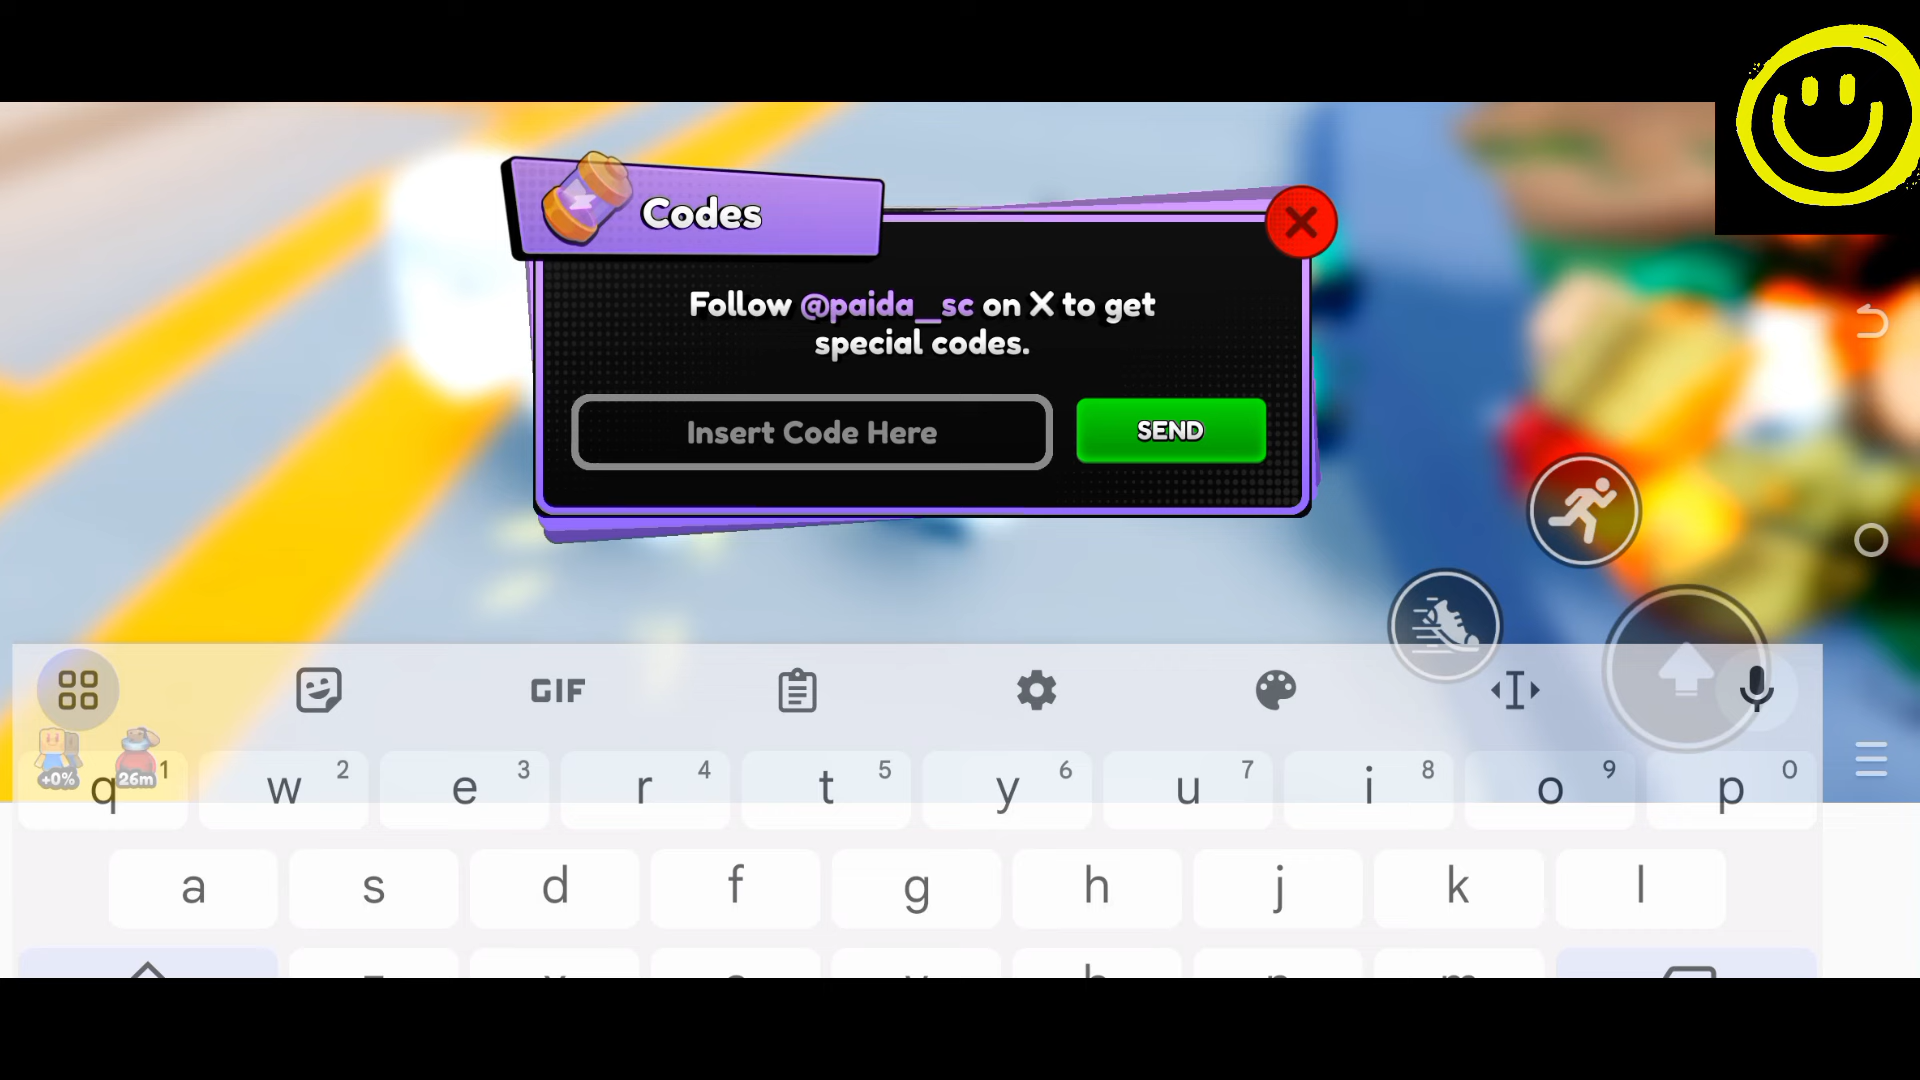 Codes
Follow @paida_sc on X to get
special codes.
Insert Code Here
SEND
GIF
+0%
26m
q 1 w 2 e 3 r 4 t 5 y 6 u 7 i 8 o 9 p 0
a s d f g h j k l